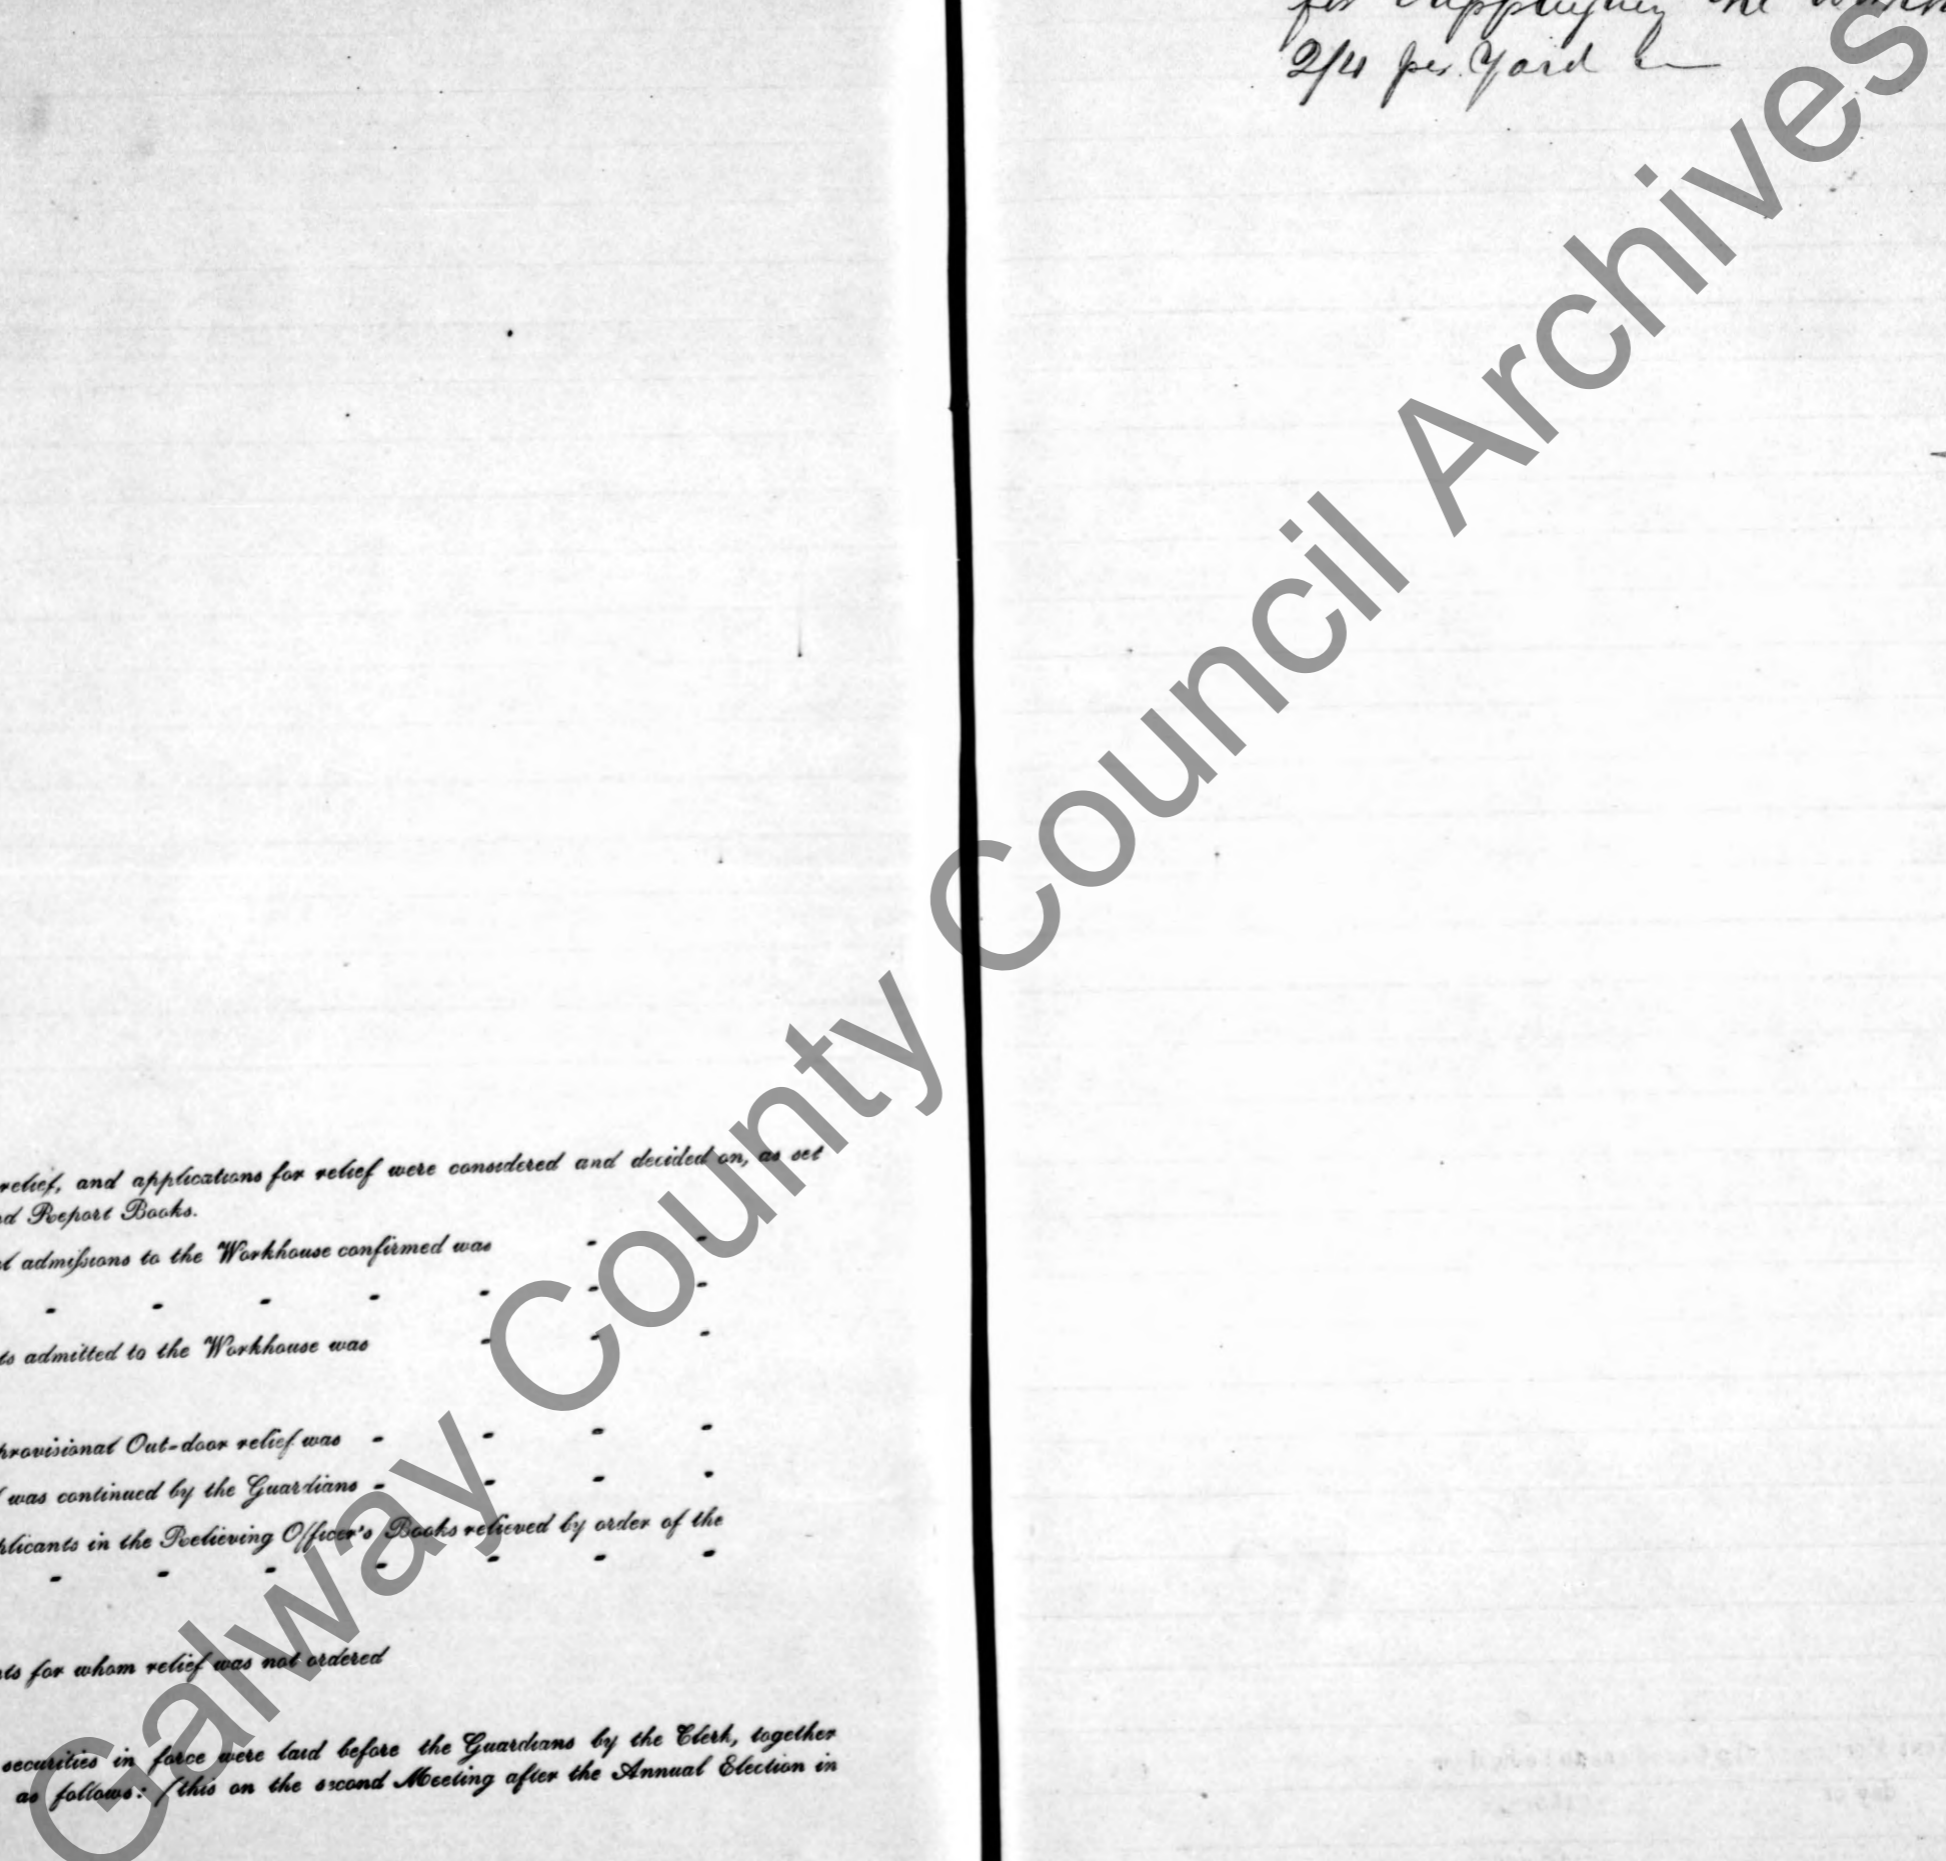 relief, and applications for relief were considered and decided on, as set
Report Books.
admissions to the Workhouse confirmed was - -
- - - - - - -
admitted to the Workhouse was - - -
provisional Out-door relief was - - - -
was continued by the Guardians - - - -
in the Relieving Officer's Books relieved by order of the
- - - - - - -
for whom relief was not ordered
securities in force were laid before the Guardians by the Clerk, together
as follows: (this on the second Meeting after the Annual Election in
for supplying the
2/4 per Yard
Galway County Council Archives